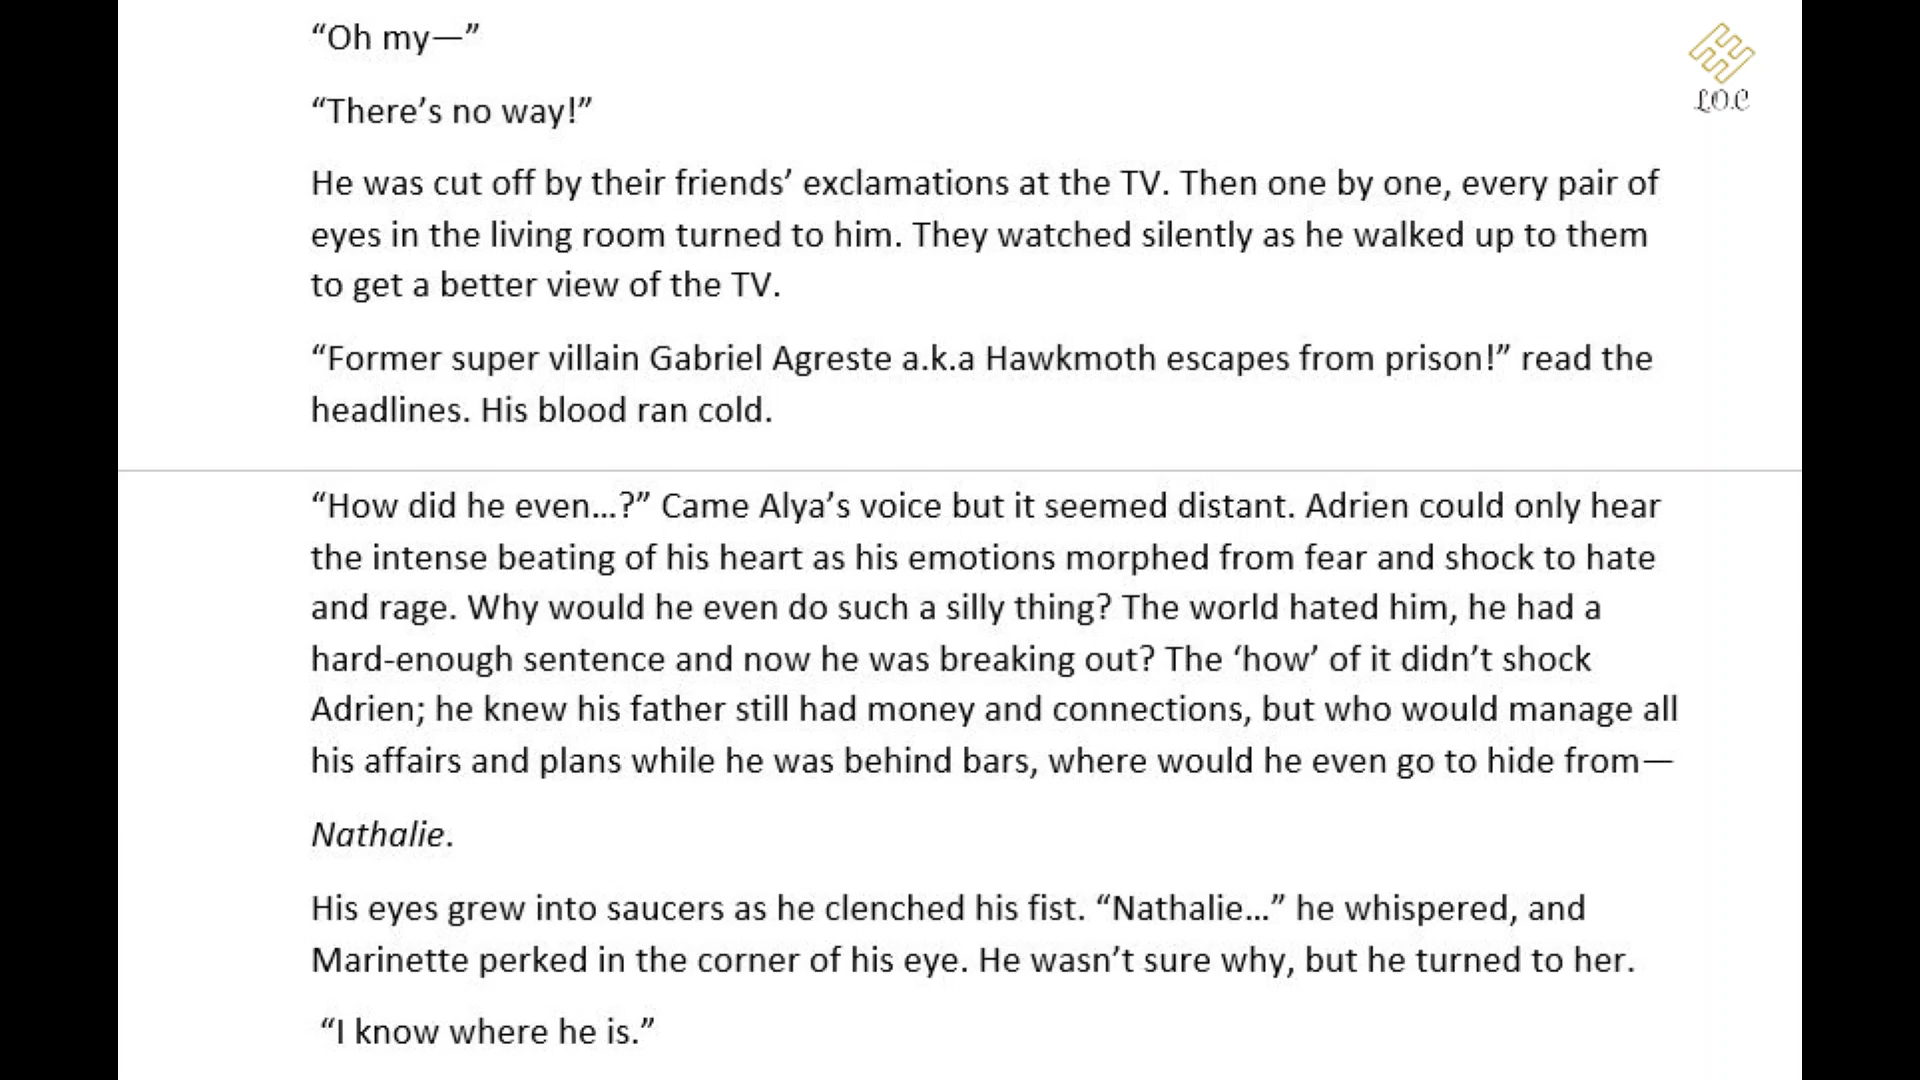 “Oh my—”
L.O.C
“There’s no way!”
He was cut off by their friends’ exclamations at the TV. Then one by one, every pair of
eyes in the living room turned to him. They watched silently as he walked up to them
to get a better view of the TV.
“Former super villain Gabriel Agreste a.k.a Hawkmoth escapes from prison!” read the
headlines. His blood ran cold.
“How did he even…?” Came Alya’s voice but it seemed distant. Adrien could only hear
the intense beating of his heart as his emotions morphed from fear and shock to hate
and rage. Why would he even do such a silly thing? The world hated him, he had a
hard-enough sentence and now he was breaking out? The ‘how’ of it didn’t shock
Adrien; he knew his father still had money and connections, but who would manage all
his affairs and plans while he was behind bars, where would he even go to hide from—
Nathalie.
His eyes grew into saucers as he clenched his fist. “Nathalie…” he whispered, and
Marinette perked in the corner of his eye. He wasn’t sure why, but he turned to her.
“I know where he is.”